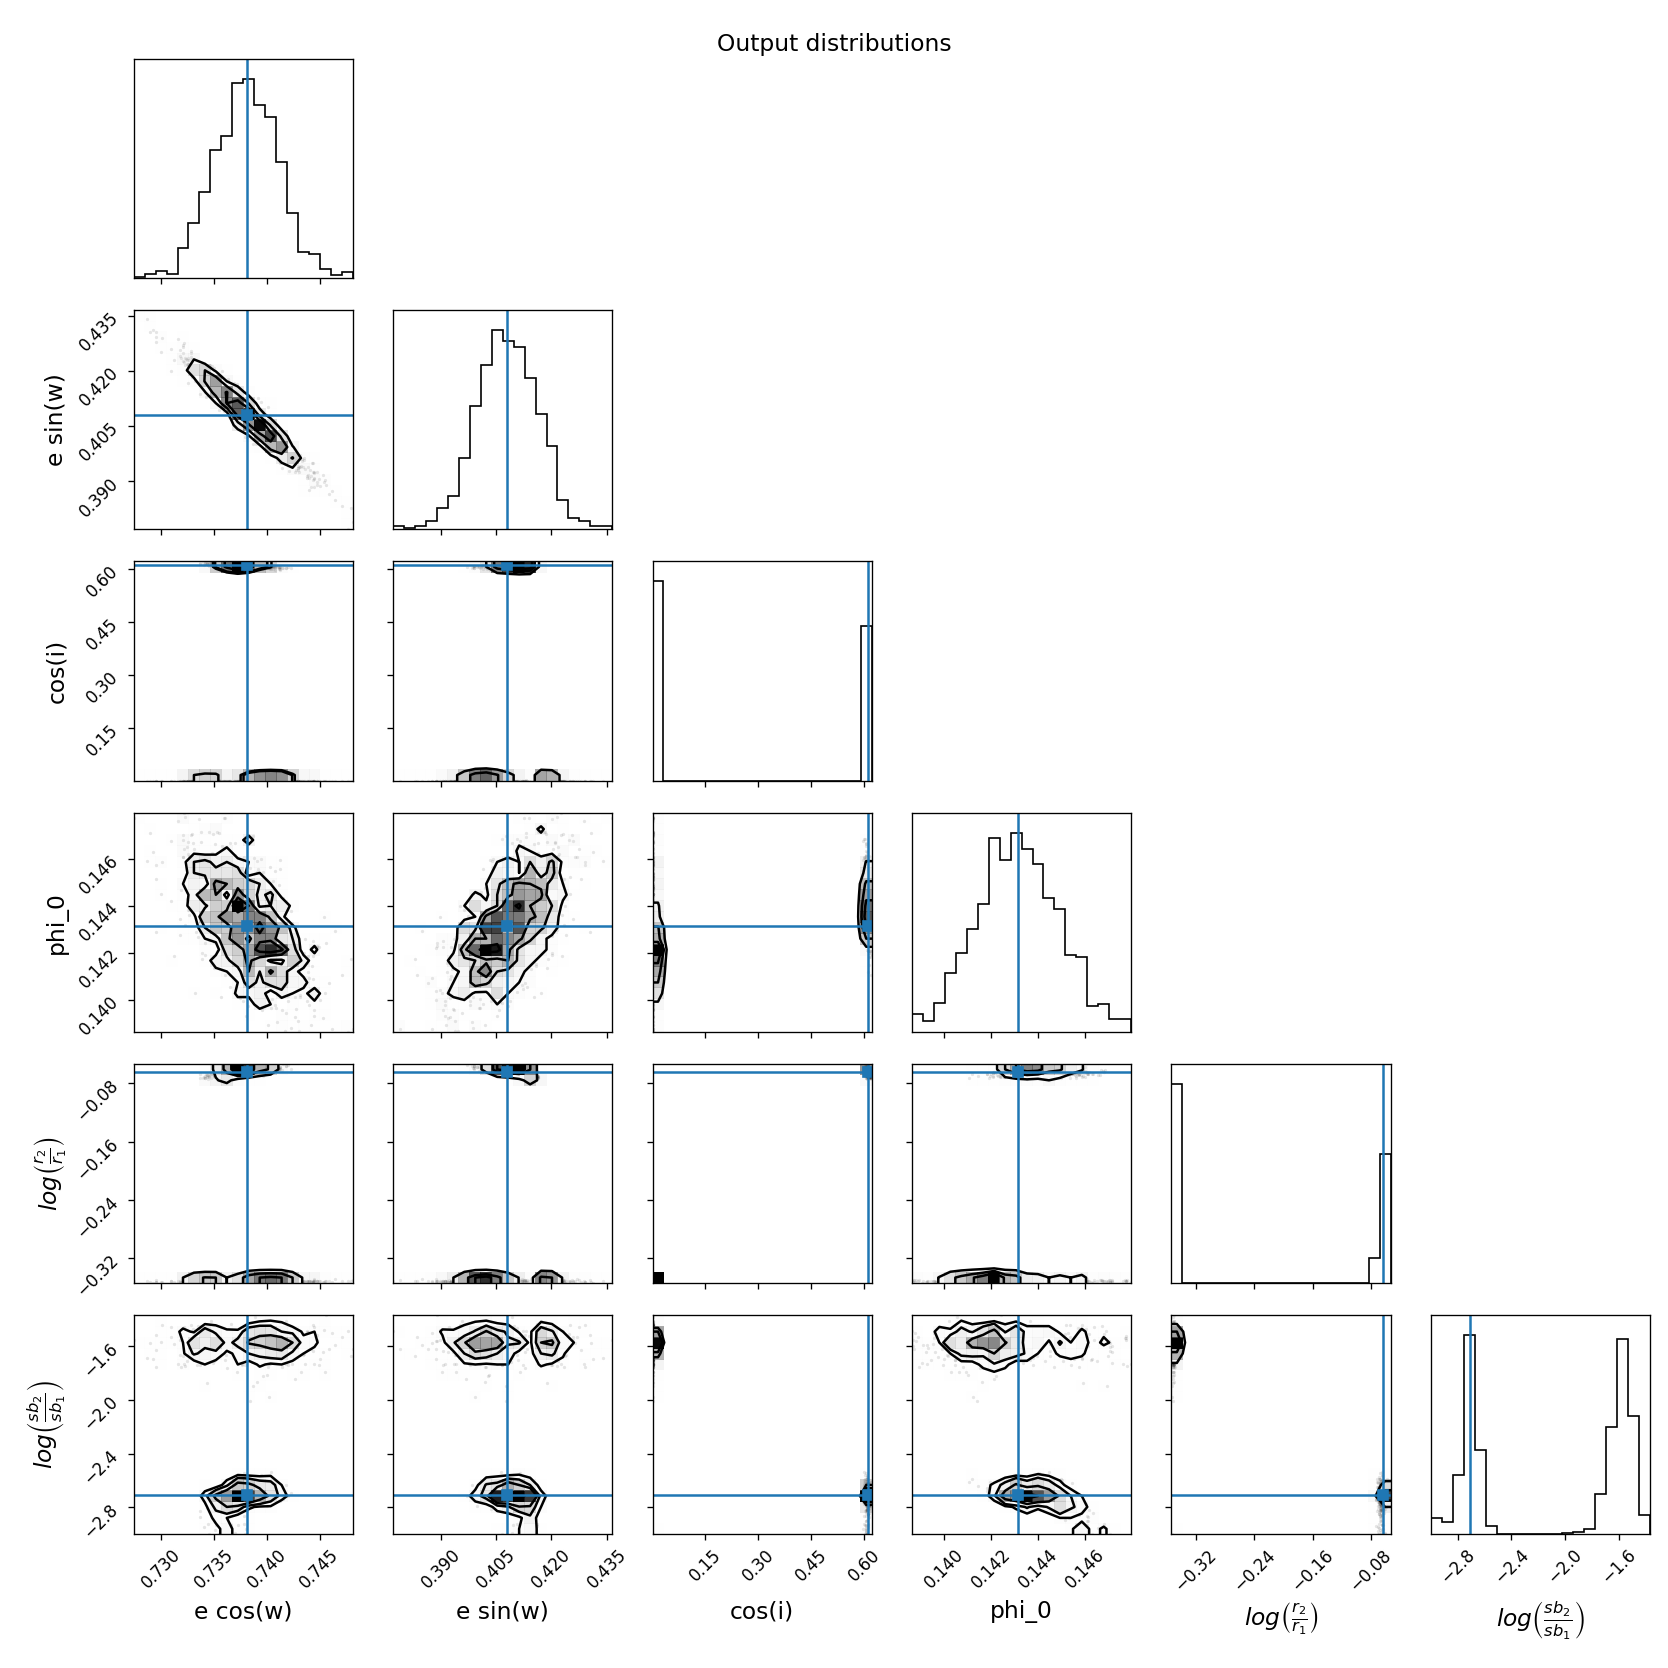 Output distributions
0.435
0.420
0.405
0.390
e sin(w)
0.60
0.45
0.30
0.15
cos(i)
0.146
0.144
0.142
0.140
phi_0
−0.08
−0.16
−0.24
−0.32
log(r₂/r₁)
−1.6
−2.0
−2.4
−2.8
log(sb₂/sb₁)
0.730 0.735 0.740 0.745
0.390 0.405 0.420 0.435
0.15 0.30 0.45 0.60
0.140 0.142 0.144 0.146
−0.32 −0.24 −0.16 −0.08
−2.8 −2.4 −2.0 −1.6
e cos(w) e sin(w) cos(i) phi_0 log(r₂/r₁) log(sb₂/sb₁)